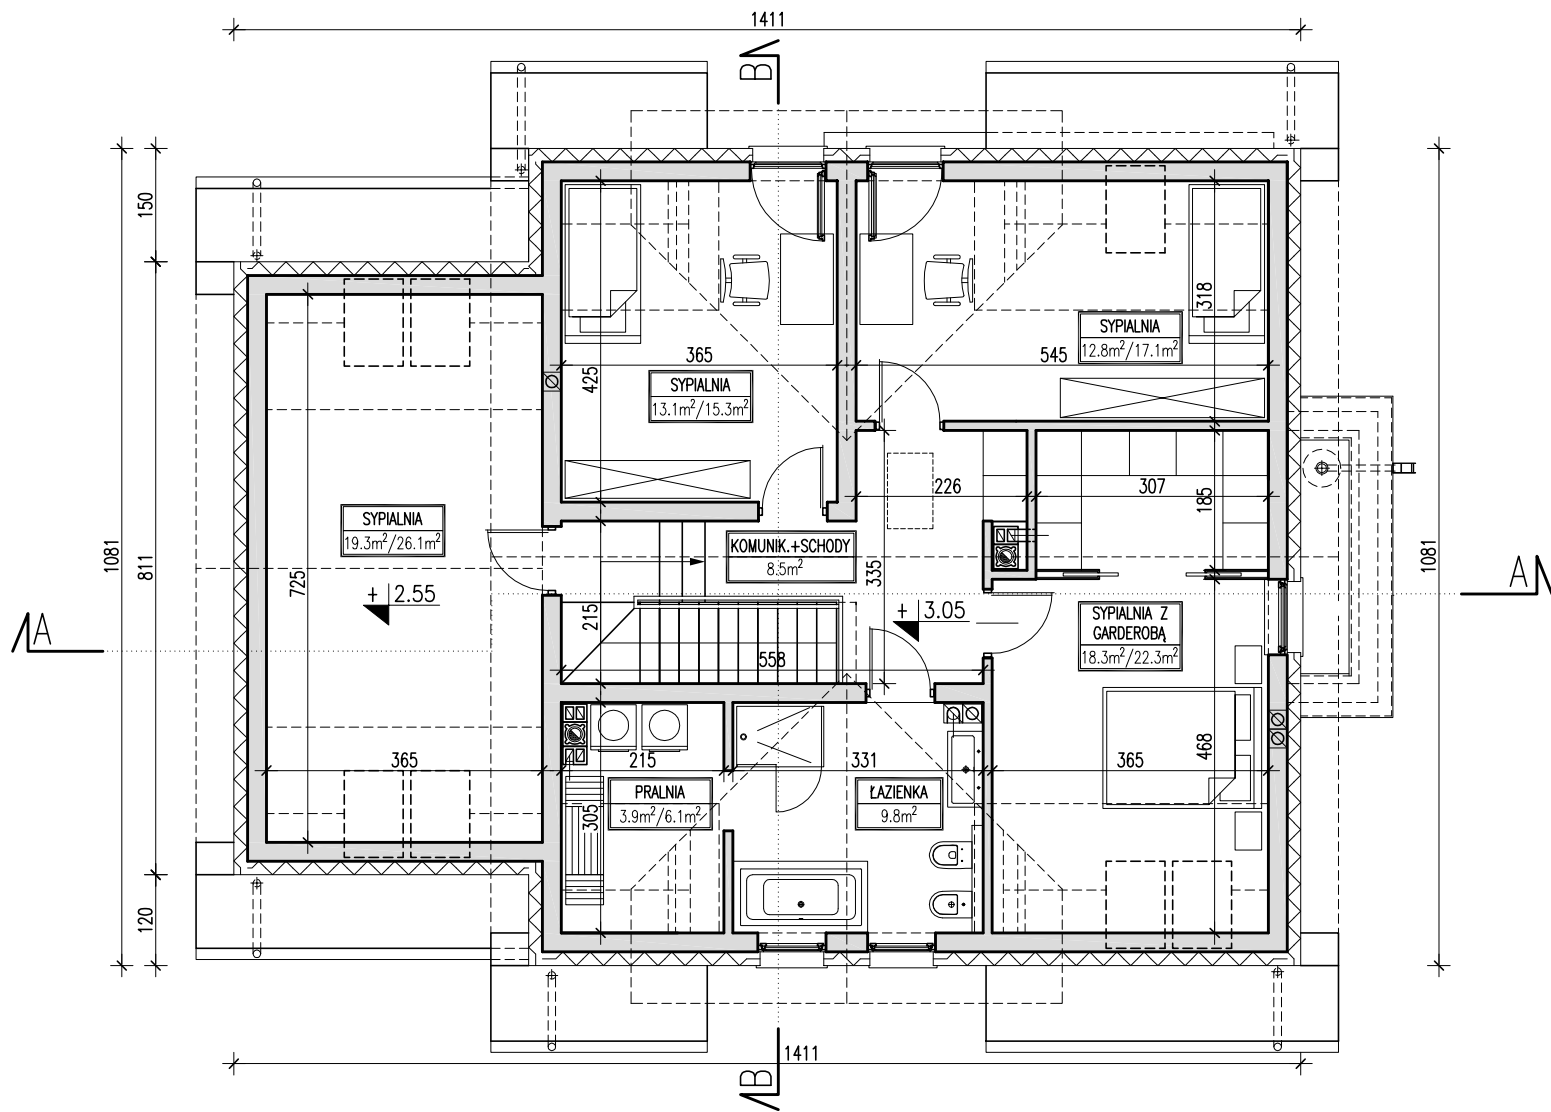 1411
B
150
318
SYPIALNIA
12.8m²/17.1m²
365
545
425
SYPIALNIA
13.1m²/15.3m²
226
307
185
SYPIALNIA
19.3m²/26.1m²
KOMUNIK.+SCHODY
8.5m²
1081
811
725
335
1081
A
+ 2.55
+ 3.05
SYPIALNIA Z
GARDEROBĄ
18.3m²/22.3m²
A
215
558
468
365
215
331
365
PRALNIA
3.9m²/6.1m²
ŁAZIENKA
9.8m²
305
120
1411
B